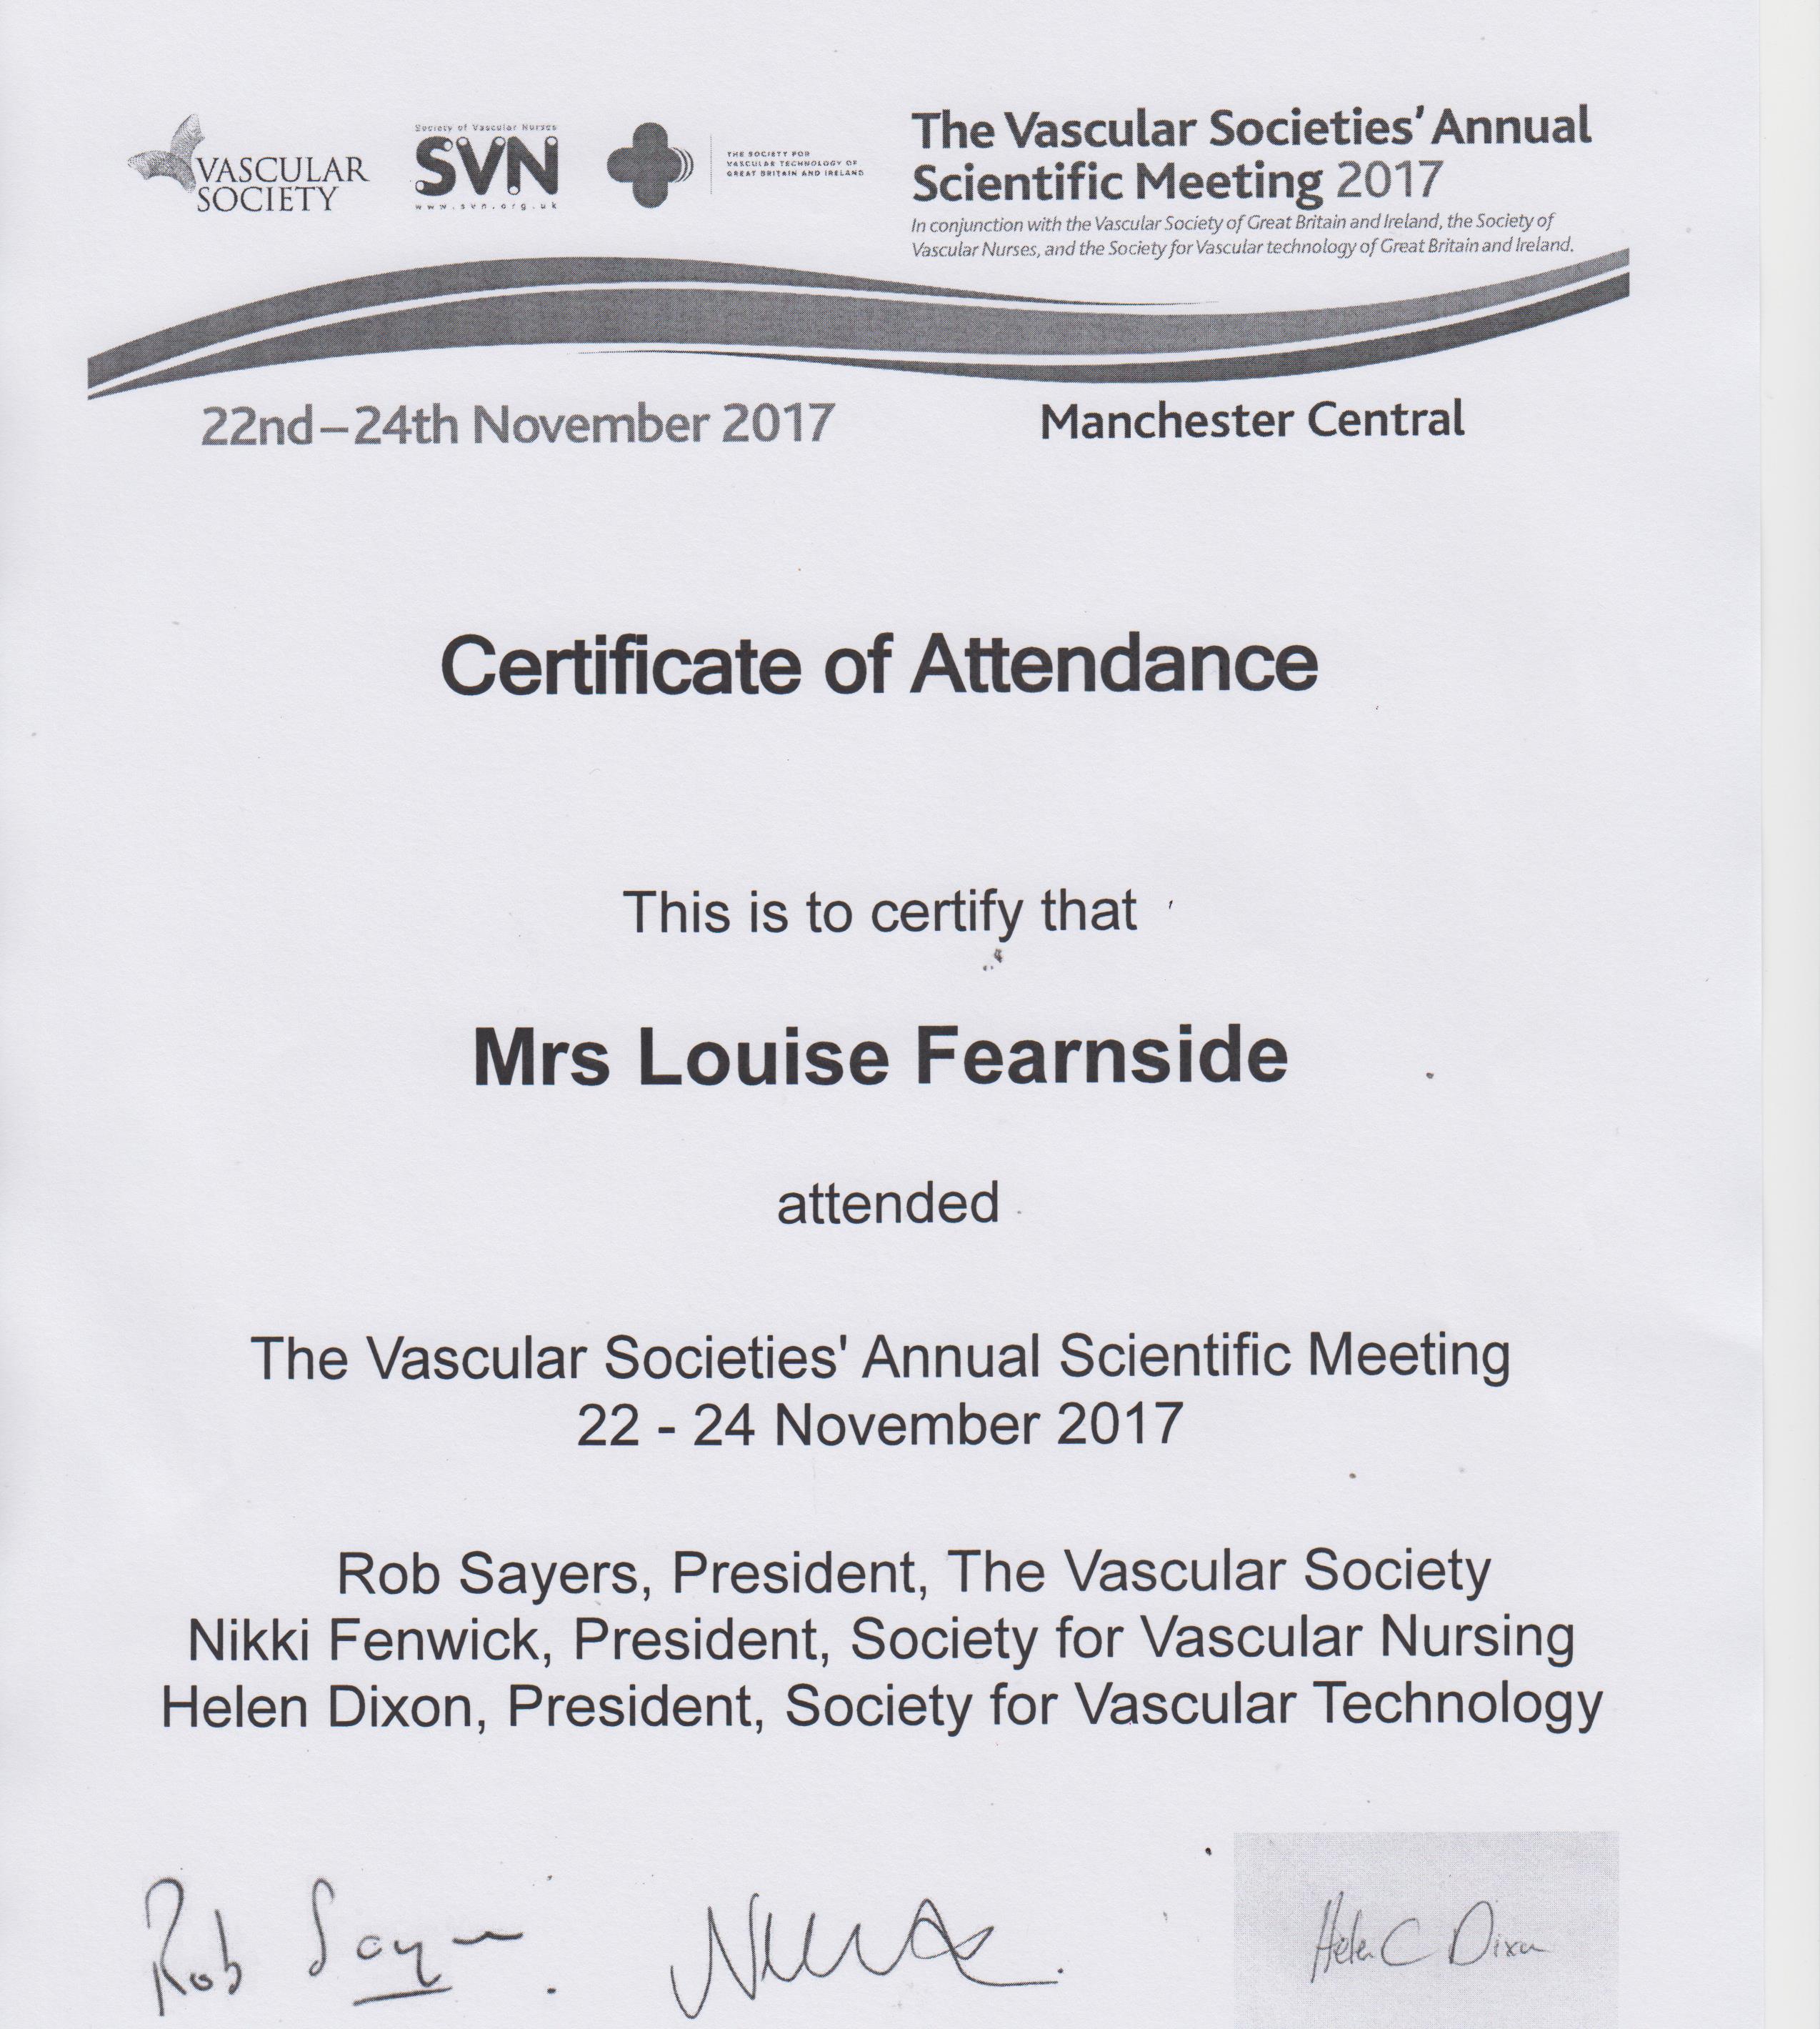 VASCULAR
SOCIETY
Society of Vascular Nurses
SVN
www.svn.org.uk
THE SOCIETY FOR
VASCULAR TECHNOLOGY OF
GREAT BRITAIN AND IRELAND
The Vascular Societies' Annual
Scientific Meeting 2017
In conjunction with the Vascular Society of Great Britain and Ireland, the Society of
Vascular Nurses, and the Society for Vascular technology of Great Britain and Ireland.
22nd–24th November 2017
Manchester Central
Certificate of Attendance
This is to certify that
Mrs Louise Fearnside
attended
The Vascular Societies' Annual Scientific Meeting
22 - 24 November 2017
Rob Sayers, President, The Vascular Society
Nikki Fenwick, President, Society for Vascular Nursing
Helen Dixon, President, Society for Vascular Technology
Rob Sayers
Helen C Dixon